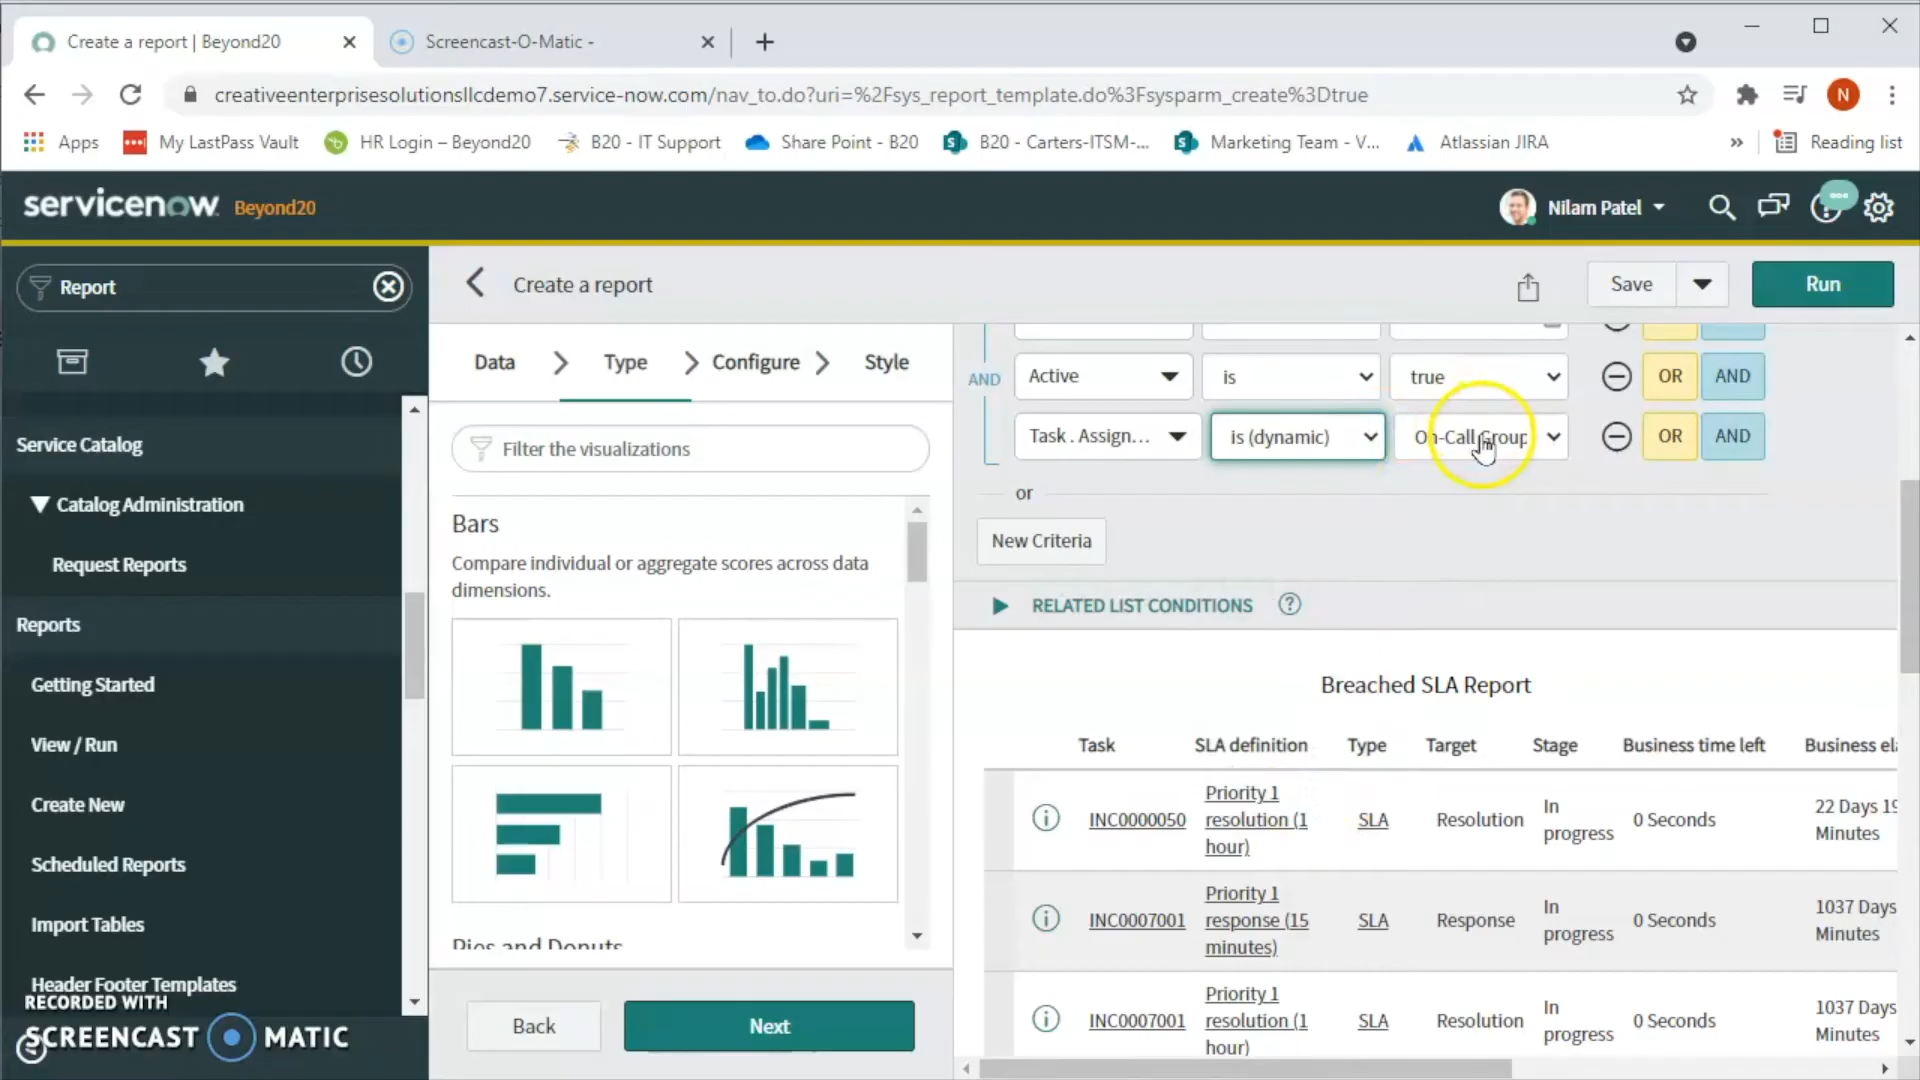 Create a report | Beyond20
Screencast-O-Matic -
creativeenterprisesolutionsllcdemo7.service-now.com/nav_to.do?uri=%2Fsys_report_template.do%3Fsysparm_create%3Dtrue
N
Apps
My LastPass Vault
HR Login – Beyond20
B20 - IT Support
Share Point - B20
B20 - Carters-ITSM-...
Marketing Team - V...
Atlassian JIRA
»
Reading list
servicenow
Beyond20
Nilam Patel
Report
Create a report
Save
Run
Data
Type
Configure
Style
AND
Active
is
true
OR
AND
Task . Assign...
is (dynamic)
On-Call Group
OR
AND
Filter the visualizations
or
New Criteria
Service Catalog
Catalog Administration
Request Reports
Reports
Getting Started
View / Run
Create New
Scheduled Reports
Import Tables
Header Footer Templates
Bars
Compare individual or aggregate scores across data
dimensions.
Pies and Donuts
Back
Next
RELATED LIST CONDITIONS
?
Breached SLA Report
Task
SLA definition
Type
Target
Stage
Business time left
Business el
INC0000050
Priority 1
resolution (1
hour)
SLA
Resolution
In
progress
0 Seconds
22 Days 19
Minutes
INC0007001
Priority 1
response (15
minutes)
SLA
Response
In
progress
0 Seconds
1037 Days
Minutes
INC0007001
Priority 1
resolution (1
hour)
SLA
Resolution
In
progress
0 Seconds
1037 Days
Minutes
RECORDED WITH
SCREENCAST MATIC